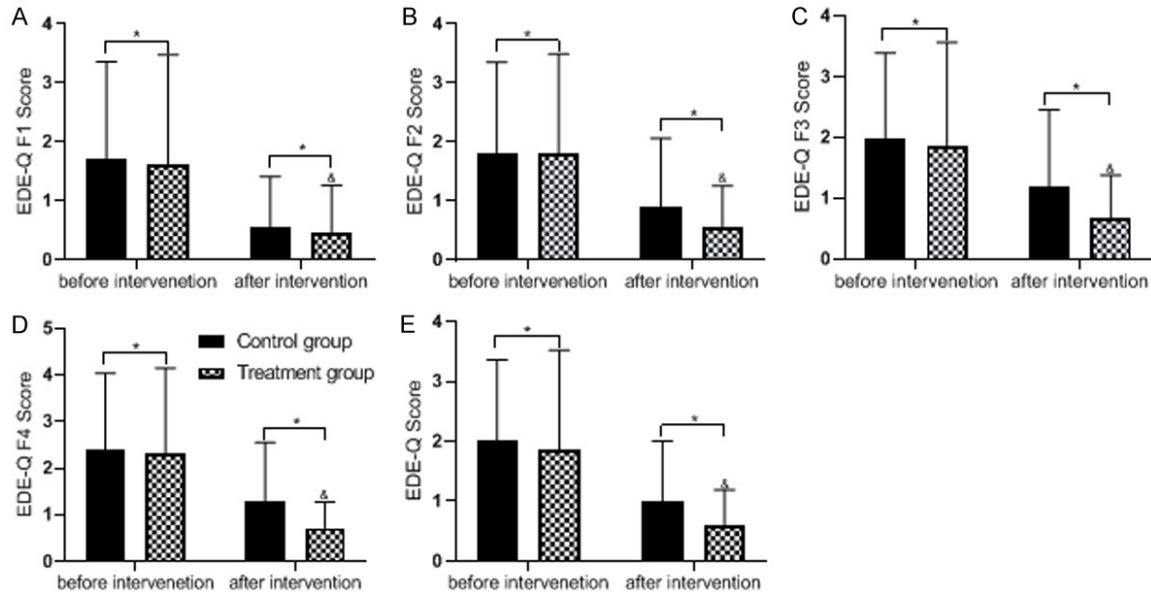 A
4
3
2
1
0
EDE-Q F1 Score
*
*
&
before intervenetion
after intervention
B
4
3
2
1
0
EDE-Q F2 Score
*
*
&
before intervenetion
after intervention
C
4
3
2
1
0
EDE-Q F3 Score
*
*
&
before intervenetion
after intervention
D
5
4
3
2
1
0
EDE-Q F4 Score
*
*
&
Control group
Treatment group
before intervenetion
after intervention
E
4
3
2
1
0
EDE-Q Score
*
*
&
before intervenetion
after intervention